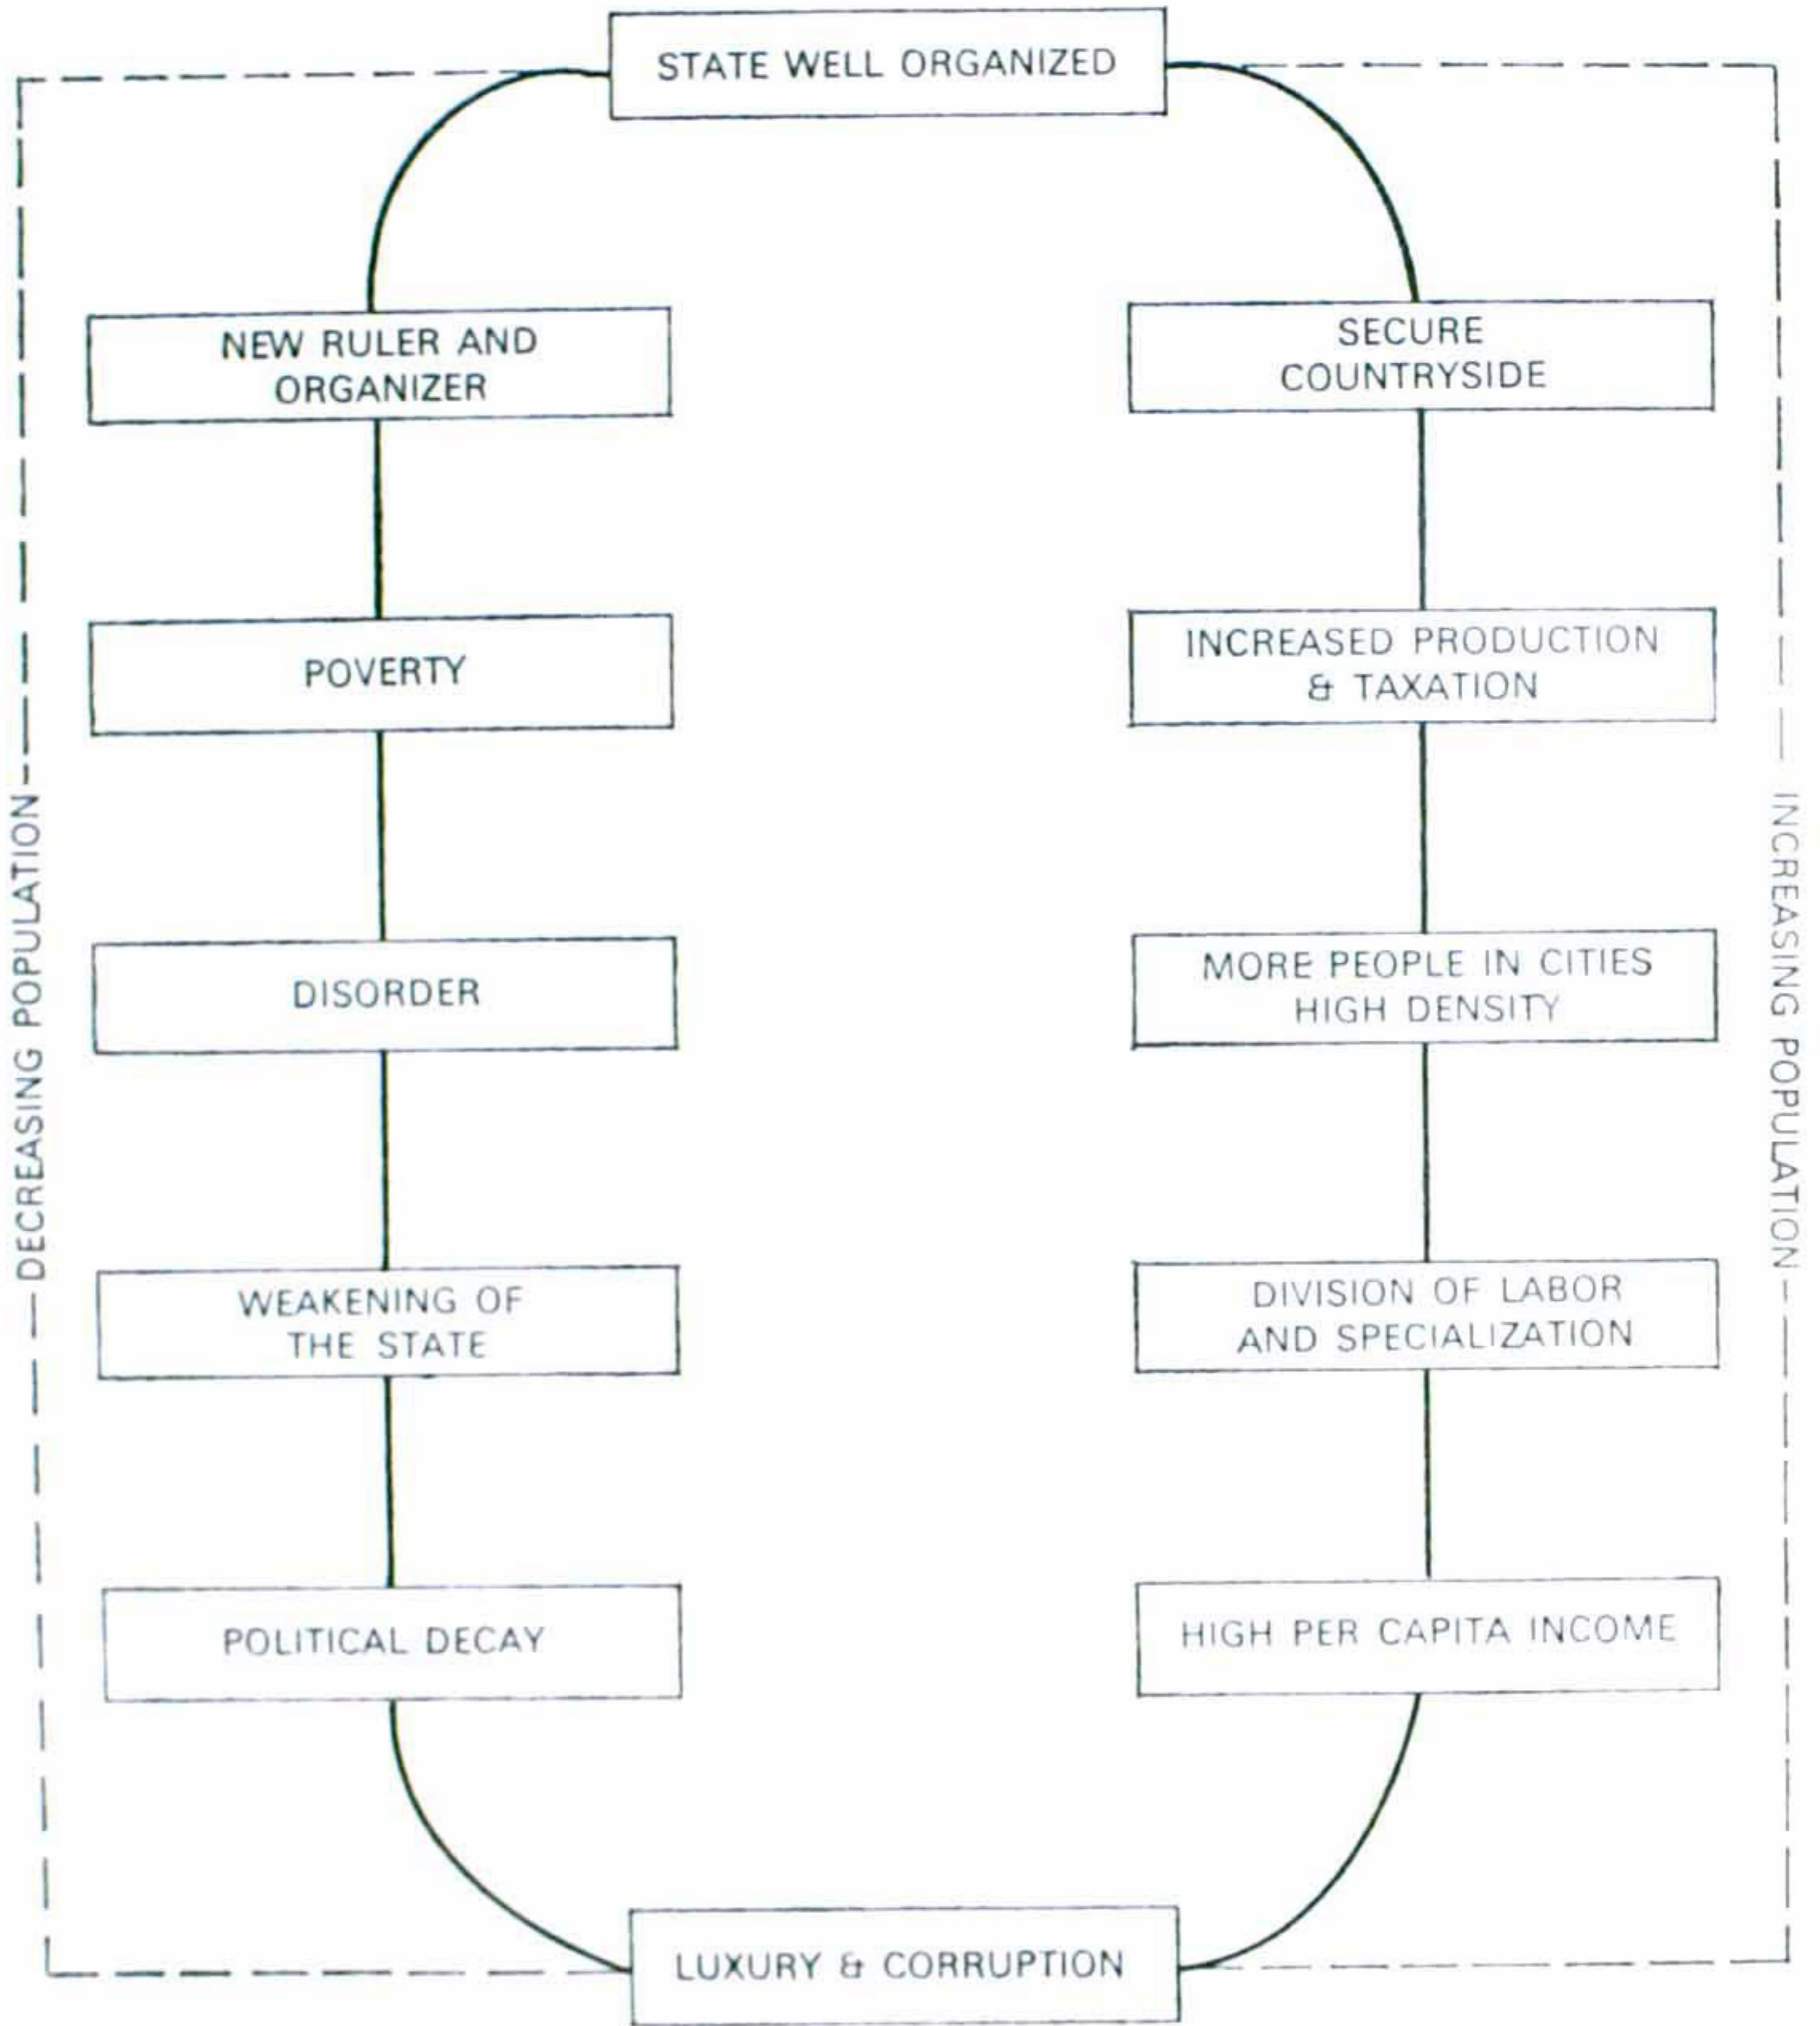 STATE WELL ORGANIZED
NEW RULER AND
ORGANIZER
SECURE
COUNTRYSIDE
POVERTY
INCREASED PRODUCTION
& TAXATION
DISORDER
MORE PEOPLE IN CITIES
HIGH DENSITY
WEAKENING OF
THE STATE
DIVISION OF LABOR
AND SPECIALIZATION
POLITICAL DECAY
HIGH PER CAPITA INCOME
LUXURY & CORRUPTION
DECREASING POPULATION
INCREASING POPULATION